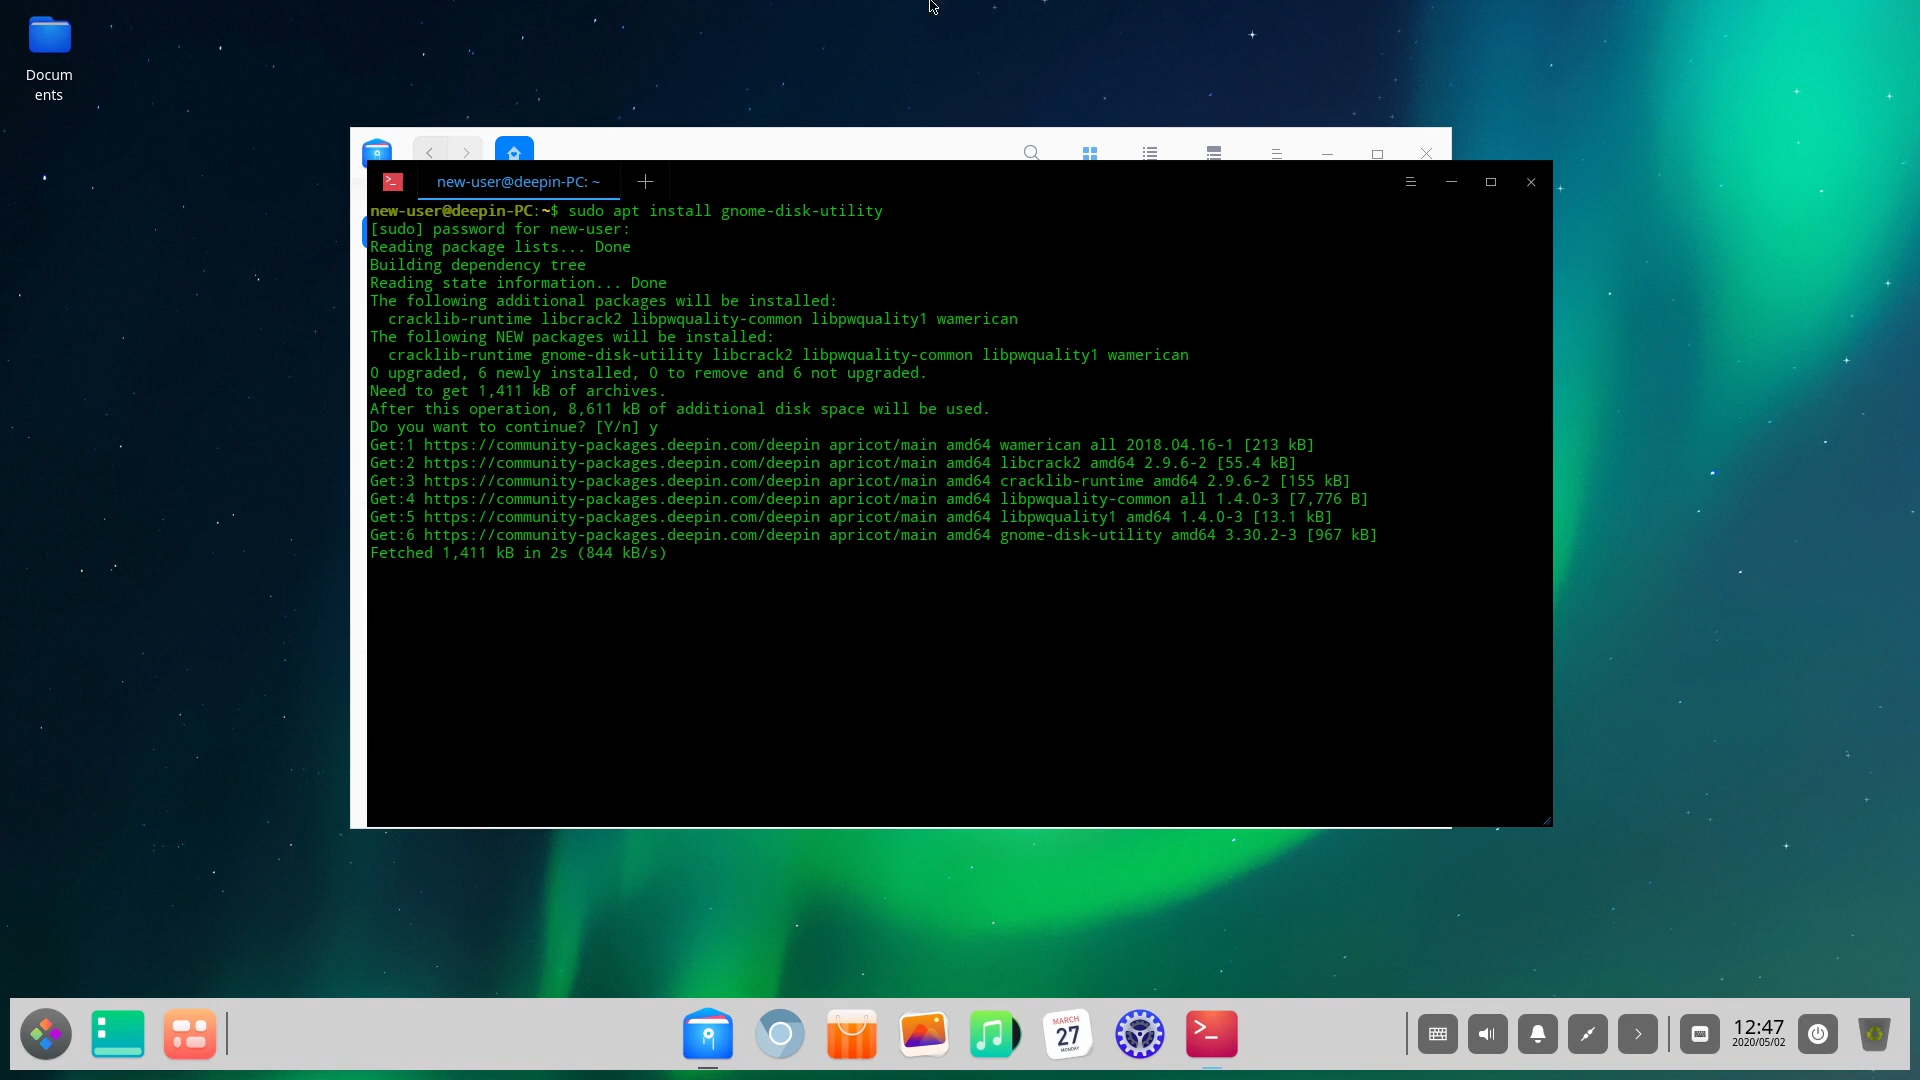 Docum
ents
new-user@deepin-PC: ~
new-user@deepin-PC:~$ sudo apt install gnome-disk-utility
[sudo] password for new-user:
Reading package lists... Done
Building dependency tree
Reading state information... Done
The following additional packages will be installed:
  cracklib-runtime libcrack2 libpwquality-common libpwquality1 wamerican
The following NEW packages will be installed:
  cracklib-runtime gnome-disk-utility libcrack2 libpwquality-common libpwquality1 wamerican
0 upgraded, 6 newly installed, 0 to remove and 6 not upgraded.
Need to get 1,411 kB of archives.
After this operation, 8,611 kB of additional disk space will be used.
Do you want to continue? [Y/n] y
Get:1 https://community-packages.deepin.com/deepin apricot/main amd64 wamerican all 2018.04.16-1 [213 kB]
Get:2 https://community-packages.deepin.com/deepin apricot/main amd64 libcrack2 amd64 2.9.6-2 [55.4 kB]
Get:3 https://community-packages.deepin.com/deepin apricot/main amd64 cracklib-runtime amd64 2.9.6-2 [155 kB]
Get:4 https://community-packages.deepin.com/deepin apricot/main amd64 libpwquality-common all 1.4.0-3 [7,776 B]
Get:5 https://community-packages.deepin.com/deepin apricot/main amd64 libpwquality1 amd64 1.4.0-3 [13.1 kB]
Get:6 https://community-packages.deepin.com/deepin apricot/main amd64 gnome-disk-utility amd64 3.30.2-3 [967 kB]
Fetched 1,411 kB in 2s (844 kB/s)
MARCH
27
MONDAY
12:47
2020/05/02